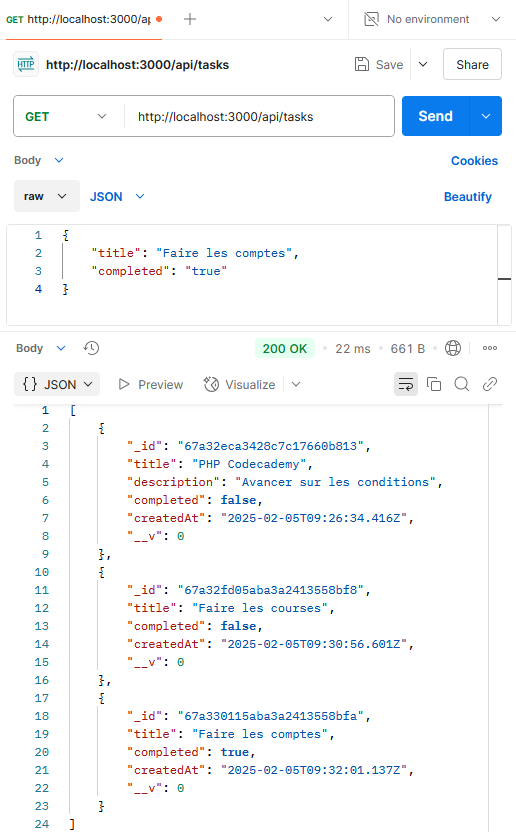 GET http://localhost:3000/ap No environment
HTTP http://localhost:3000/api/tasks Save Share
GET http://localhost:3000/api/tasks Send
Body Cookies
raw JSON Beautify
1 {
2 "title": "Faire les comptes",
3 "completed": "true"
4 }
Body 200 OK • 22 ms • 661 B •
{} JSON Preview Visualize
1 [
2 {
3 "_id": "67a32eca3428c7c17660b813",
4 "title": "PHP Codecademy",
5 "description": "Avancer sur les conditions",
6 "completed": false,
7 "createdAt": "2025-02-05T09:26:34.416Z",
8 "__v": 0
9 },
10 {
11 "_id": "67a32fd05aba3a2413558bf8",
12 "title": "Faire les courses",
13 "completed": false,
14 "createdAt": "2025-02-05T09:30:56.601Z",
15 "__v": 0
16 },
17 {
18 "_id": "67a330115aba3a2413558bfa",
19 "title": "Faire les comptes",
20 "completed": true,
21 "createdAt": "2025-02-05T09:32:01.137Z",
22 "__v": 0
23 }
24 ]